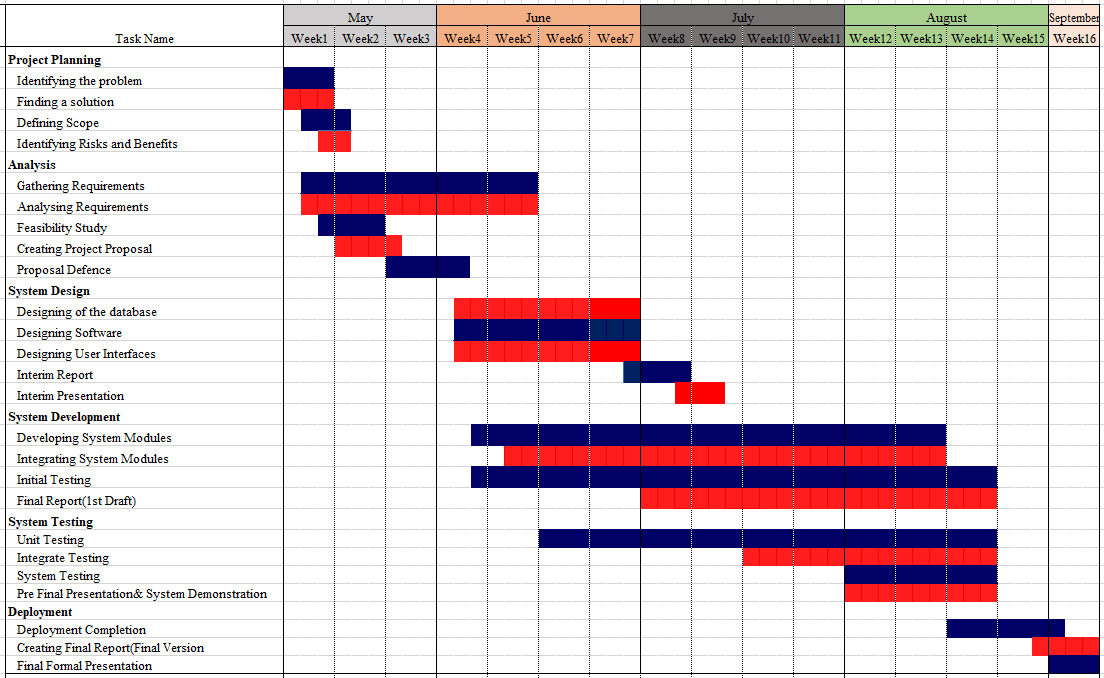 May June July August September
Task Name Week1 Week2 Week3 Week4 Week5 Week6 Week7 Week8 Week9 Week10 Week11 Week12 Week13 Week14 Week15 Week16
Project Planning
Identifying the problem
Finding a solution
Defining Scope
Identifying Risks and Benefits
Analysis
Gathering Requirements
Analysing Requirements
Feasibility Study
Creating Project Proposal
Proposal Defence
System Design
Designing of the database
Designing Software
Designing User Interfaces
Interim Report
Interim Presentation
System Development
Developing System Modules
Integrating System Modules
Initial Testing
Final Report(1st Draft)
System Testing
Unit Testing
Integrate Testing
System Testing
Pre Final Presentation& System Demonstration
Deployment
Deployment Completion
Creating Final Report(Final Version
Final Formal Presentation